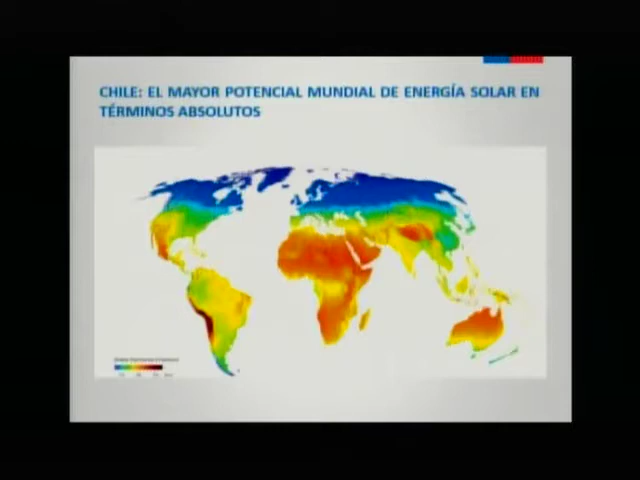 CHILE: EL MAYOR POTENCIAL MUNDIAL DE ENERGÍA SOLAR EN
TÉRMINOS ABSOLUTOS